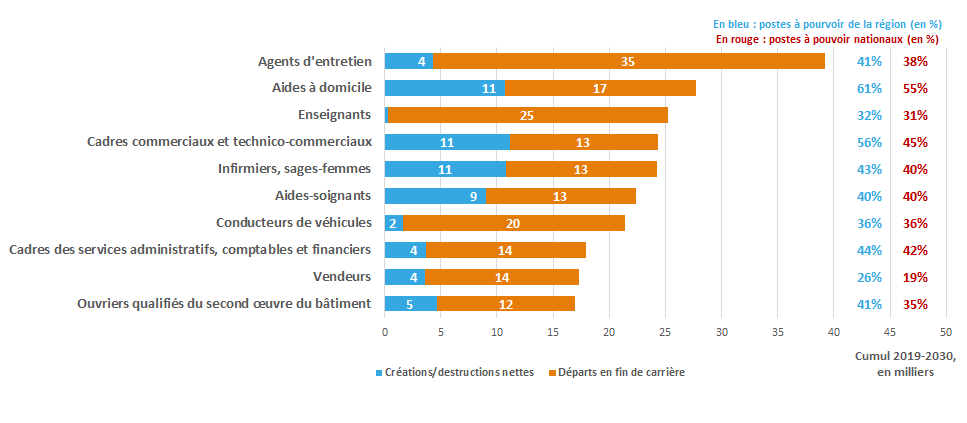 En bleu : postes à pourvoir de la région (en %)
En rouge : postes à pouvoir nationaux (en %)
Agents d'entretien 4 35 41% 38%
Aides à domicile 11 17 61% 55%
Enseignants 25 32% 31%
Cadres commerciaux et technico-commerciaux 11 13 56% 45%
Infirmiers, sages-femmes 11 13 43% 40%
Aides-soignants 9 13 40% 40%
Conducteurs de véhicules 2 20 36% 36%
Cadres des services administratifs, comptables et financiers 4 14 44% 42%
Vendeurs 4 14 26% 19%
Ouvriers qualifiés du second œuvre du bâtiment 5 12 41% 35%
0 5 10 15 20 25 30 35 40 45 50
Cumul 2019-2030,
en milliers
Créations/destructions nettes Départs en fin de carrière